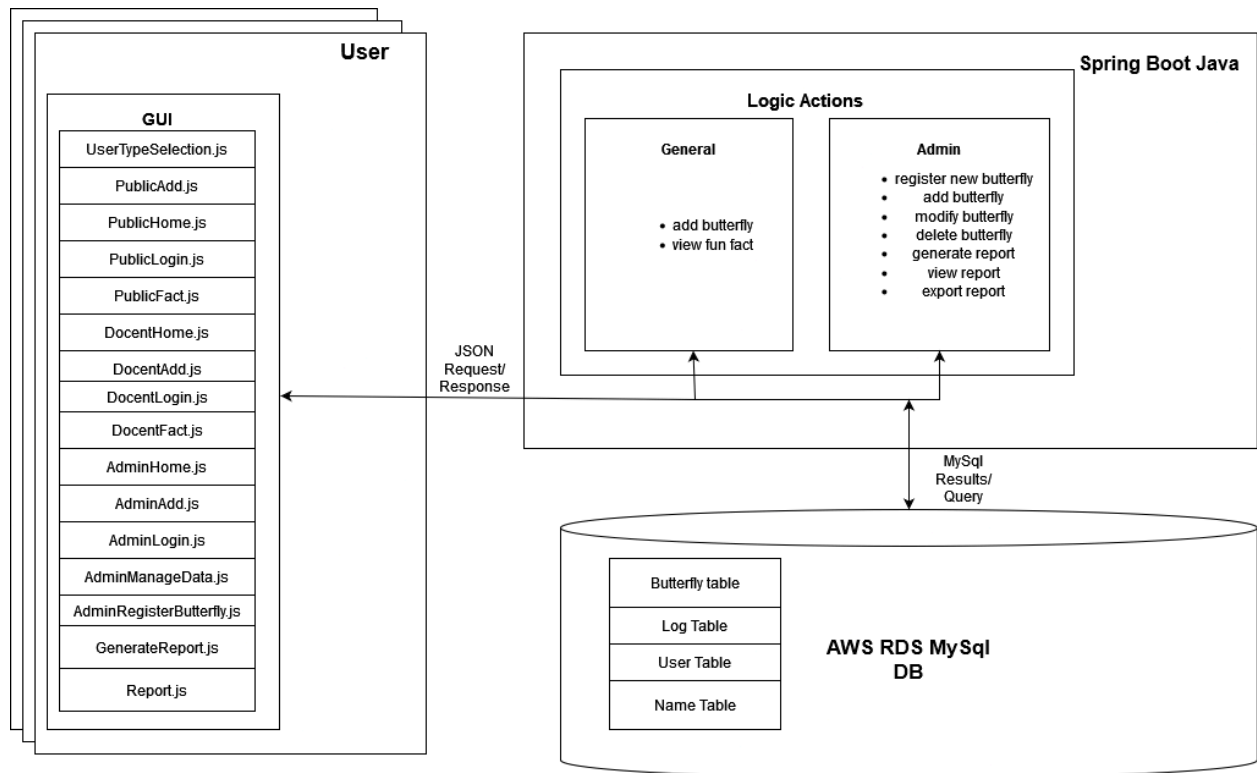 User
GUI
UserTypeSelection.js
PublicAdd.js
PublicHome.js
PublicLogin.js
PublicFact.js
DocentHome.js
DocentAdd.js
DocentLogin.js
DocentFact.js
AdminHome.js
AdminAdd.js
AdminLogin.js
AdminManageData.js
AdminRegisterButterfly.js
GenerateReport.js
Report.js
JSON
Request/
Response
Spring Boot Java
Logic Actions
General
• add butterfly
• view fun fact
Admin
• register new butterfly
• add butterfly
• modify butterfly
• delete butterfly
• generate report
• view report
• export report
MySql
Results/
Query
Butterfly table
Log Table
User Table
Name Table
AWS RDS MySql
DB